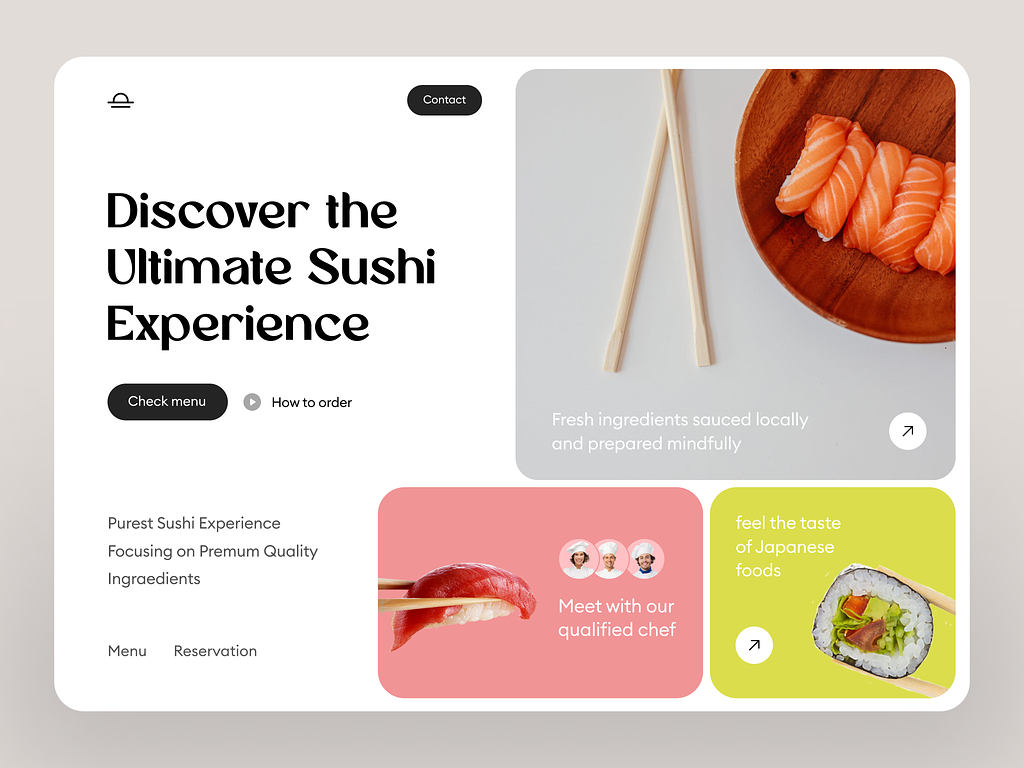 Contact
Discover the
Ultimate Sushi
Experience
Check menu
How to order
Fresh ingredients sauced locally
and prepared mindfully
Purest Sushi Experience
Focusing on Premum Quality
Ingraedients
Menu
Reservation
Meet with our
qualified chef
feel the taste
of Japanese
foods